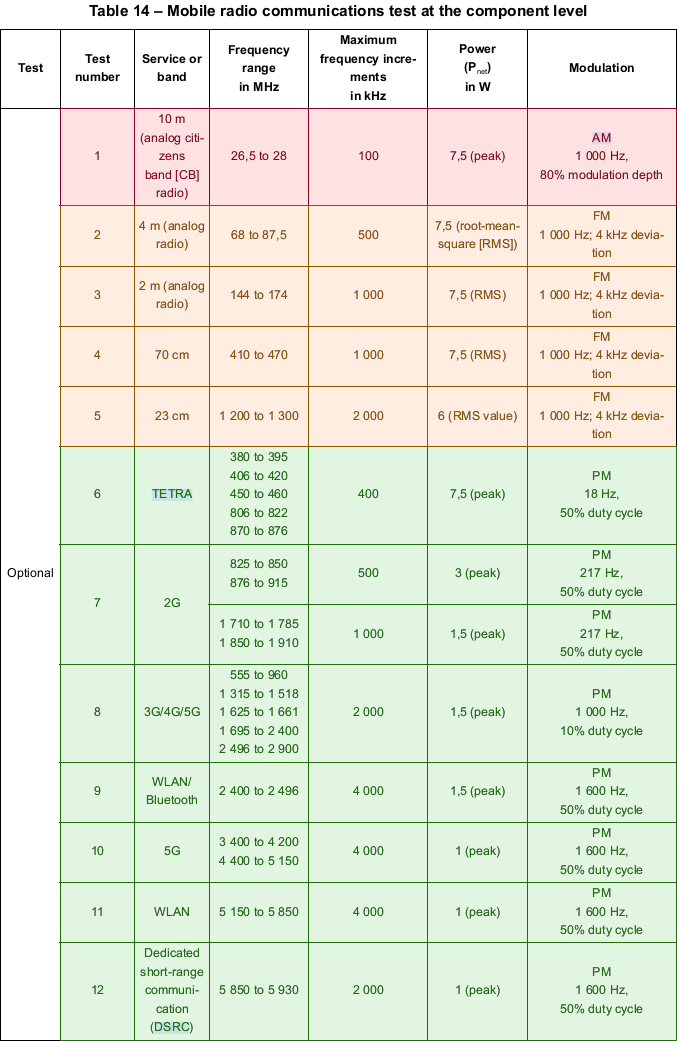 Table 14 – Mobile radio communications test at the component level
Test
Test
number
Service or
band
Frequency
range
in MHz
Maximum
frequency incre-
ments
in kHz
Power
(Pnet)
in W
Modulation
Optional
1
10 m
(analog citi-
zens
band [CB]
radio)
26,5 to 28
100
7,5 (peak)
AM
1 000 Hz,
80% modulation depth
2
4 m (analog
radio)
68 to 87,5
500
7,5 (root-mean-
square [RMS])
FM
1 000 Hz; 4 kHz devia-
tion
3
2 m (analog
radio)
144 to 174
1 000
7,5 (RMS)
FM
1 000 Hz; 4 kHz devia-
tion
4
70 cm
410 to 470
1 000
7,5 (RMS)
FM
1 000 Hz; 4 kHz devia-
tion
5
23 cm
1 200 to 1 300
2 000
6 (RMS value)
FM
1 000 Hz; 4 kHz devia-
tion
6
TETRA
380 to 395
406 to 420
450 to 460
806 to 822
870 to 876
400
7,5 (peak)
PM
18 Hz,
50% duty cycle
7
2G
825 to 850
876 to 915
500
3 (peak)
PM
217 Hz,
50% duty cycle
1 710 to 1 785
1 850 to 1 910
1 000
1,5 (peak)
PM
217 Hz,
50% duty cycle
8
3G/4G/5G
555 to 960
1 315 to 1 518
1 625 to 1 661
1 695 to 2 400
2 496 to 2 900
2 000
1,5 (peak)
PM
1 000 Hz,
10% duty cycle
9
WLAN/
Bluetooth
2 400 to 2 496
4 000
1,5 (peak)
PM
1 600 Hz,
50% duty cycle
10
5G
3 400 to 4 200
4 400 to 5 150
4 000
1 (peak)
PM
1 600 Hz,
50% duty cycle
11
WLAN
5 150 to 5 850
4 000
1 (peak)
PM
1 600 Hz,
50% duty cycle
12
Dedicated
short-range
communi-
cation
(DSRC)
5 850 to 5 930
2 000
1 (peak)
PM
1 600 Hz,
50% duty cycle